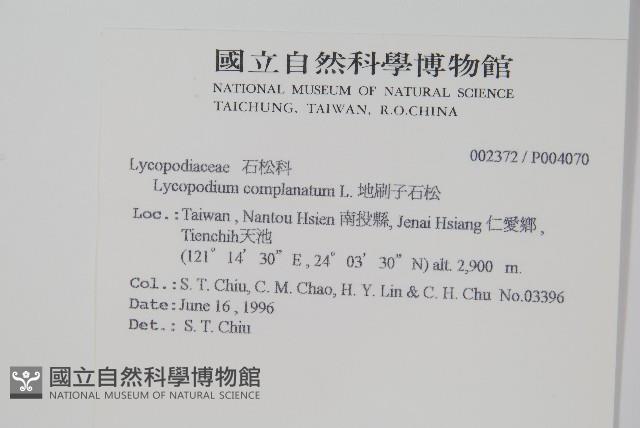 國立自然科學博物館
NATIONAL MUSEUM OF NATURAL SCIENCE
TAICHUNG, TAIWAN, R.O.CHINA
002372 / P004070
Lycopodiaceae 石松科
Lycopodium complanatum L. 地刷子石松
Loc.: Taiwan , Nantou Hsien 南投縣, Jenai Hsiang 仁愛鄉 ,
Tienchih天池
(121° 14′ 30” E , 24° 03′ 30” N) alt. 2,900 m.
Col.: S. T. Chiu, C. M. Chao, H. Y. Lin & C. H. Chu No.03396
Date: June 16 , 1996
Det.: S. T. Chiu
國立自然科學博物館
NATIONAL MUSEUM OF NATURAL SCIENCE